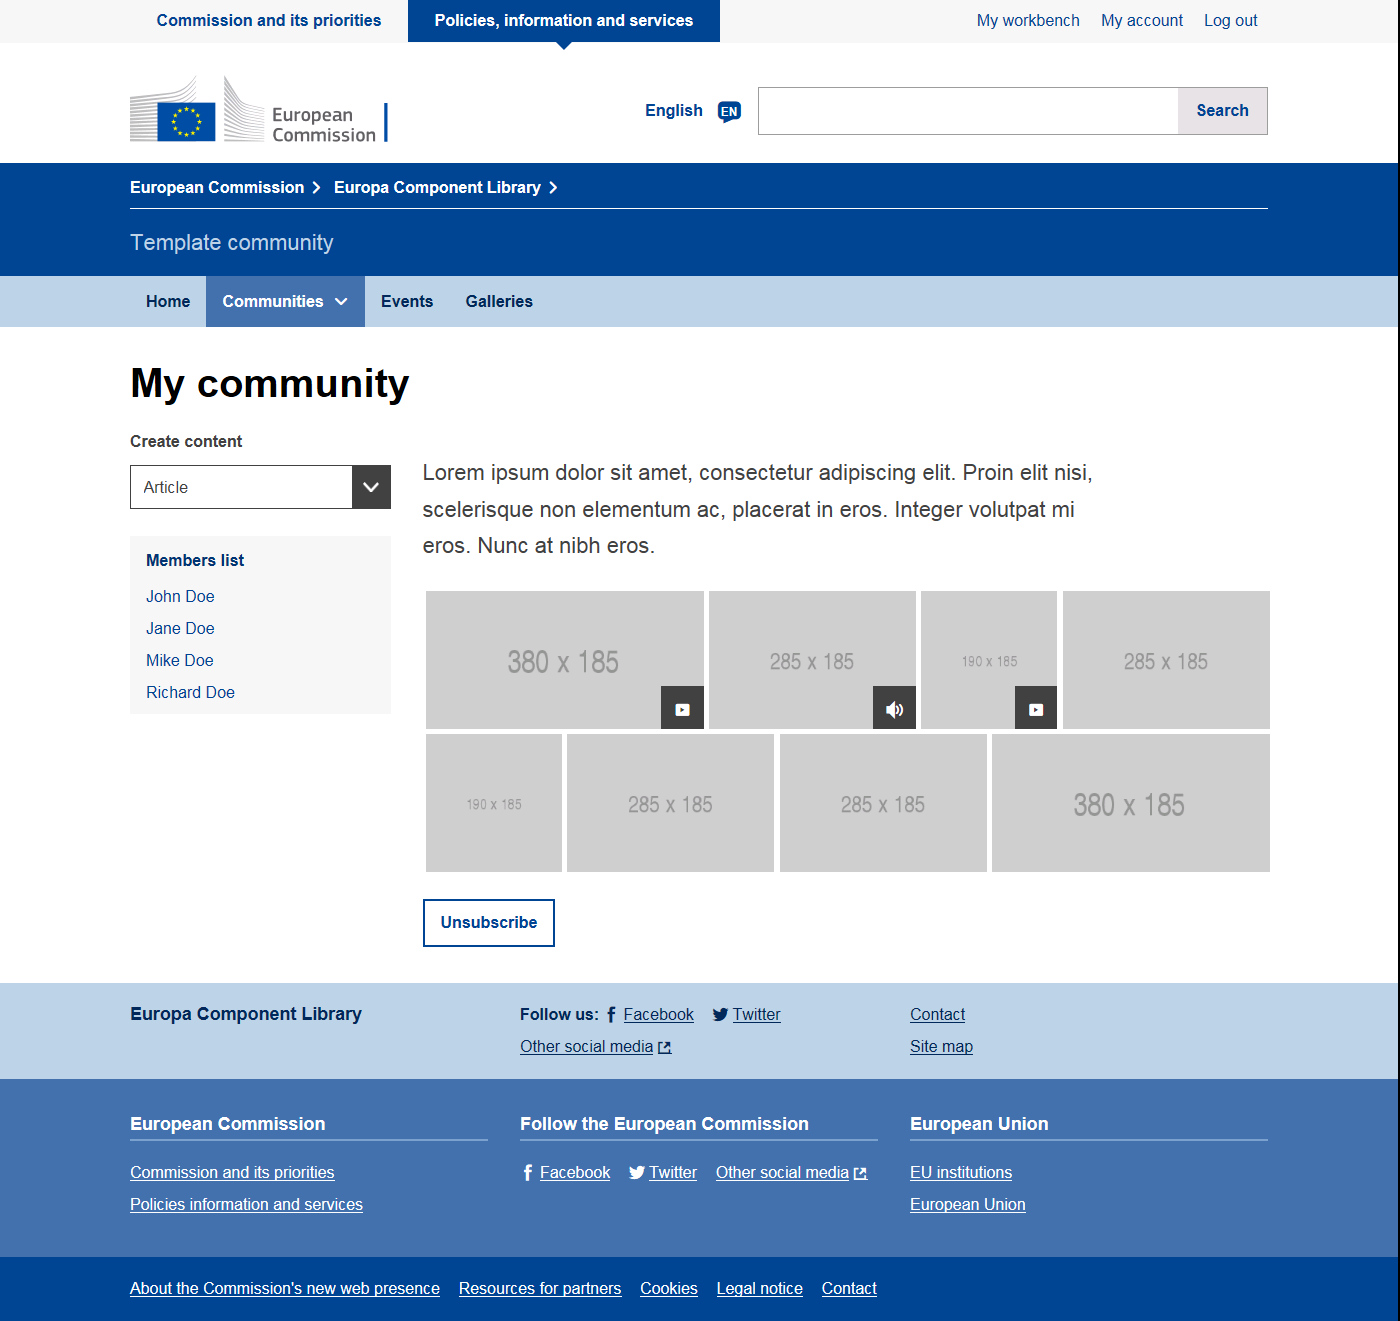 Commission and its priorities
Policies, information and services
My workbench
My account
Log out
European
Commission
English
EN
Search
European Commission
Europa Component Library
Template community
Home
Communities
Events
Galleries
My community
Create content
Article
Members list
John Doe
Jane Doe
Mike Doe
Richard Doe
Lorem ipsum dolor sit amet, consectetur adipiscing elit. Proin elit nisi,
scelerisque non elementum ac, placerat in eros. Integer volutpat mi
eros. Nunc at nibh eros.
380 x 185
285 x 185
190 x 185
285 x 185
190 x 185
285 x 185
285 x 185
380 x 185
Unsubscribe
Europa Component Library
Follow us: Facebook Twitter
Other social media
Contact
Site map
European Commission
Commission and its priorities
Policies information and services
Follow the European Commission
Facebook Twitter Other social media
European Union
EU institutions
European Union
About the Commission's new web presence Resources for partners Cookies Legal notice Contact